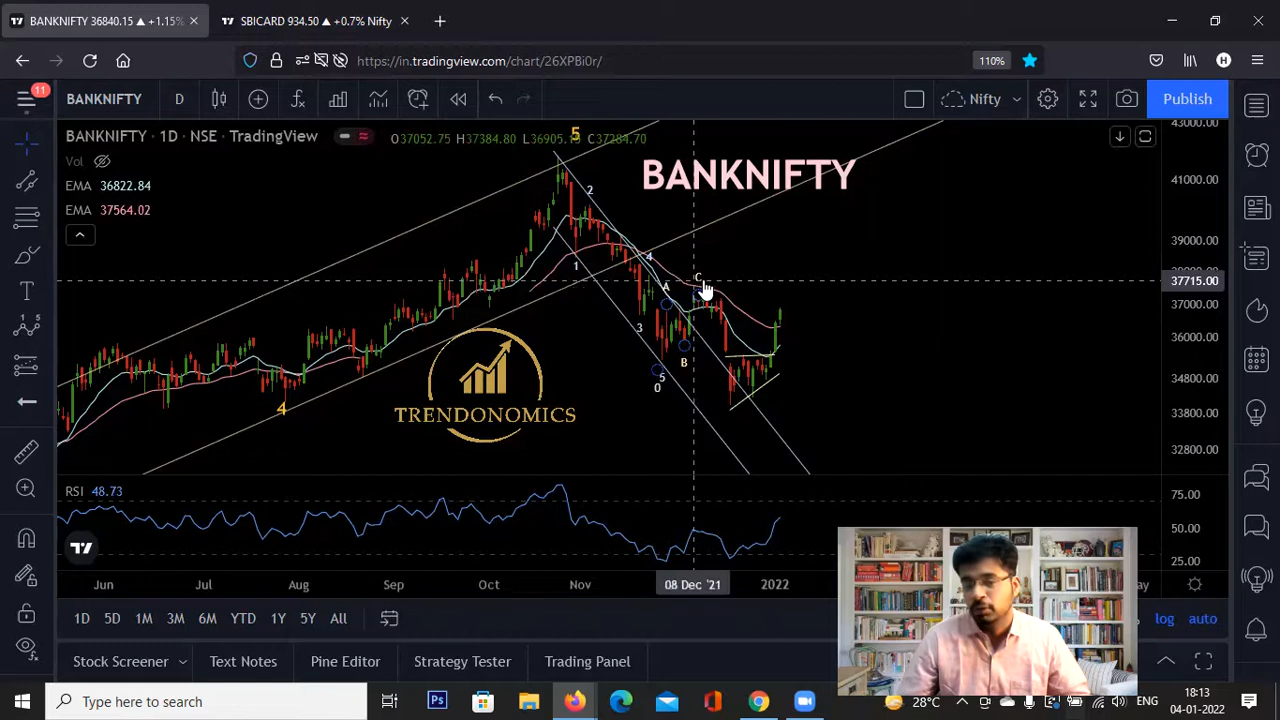 BANKNIFTY 36840.15 ▲ +1.15%
SBICARD 934.50 ▲ +0.7% Nifty
https://in.tradingview.com/chart/26XPBi0r/
110%
H
11
BANKNIFTY
D
Nifty
Publish
BANKNIFTY · 1D · NSE · TradingView
O37052.75 H37384.80 L36905.15 C37284.70
Vol
EMA 36822.84
EMA 37564.02
BANKNIFTY
5
2
1
4
3
A
B
C
5
0
4
TRENDONOMICS
43000.00
41000.00
39000.00
37715.00
37000.00
36000.00
34800.00
33800.00
32800.00
RSI 48.73
75.00
50.00
25.00
Jun
Jul
Aug
Sep
Oct
Nov
08 Dec '21
2022
1D
5D
1M
3M
6M
YTD
1Y
5Y
All
log
auto
Stock Screener
Text Notes
Pine Editor
Strategy Tester
Trading Panel
Type here to search
Ps
28°C
ENG
18:13
04-01-2022